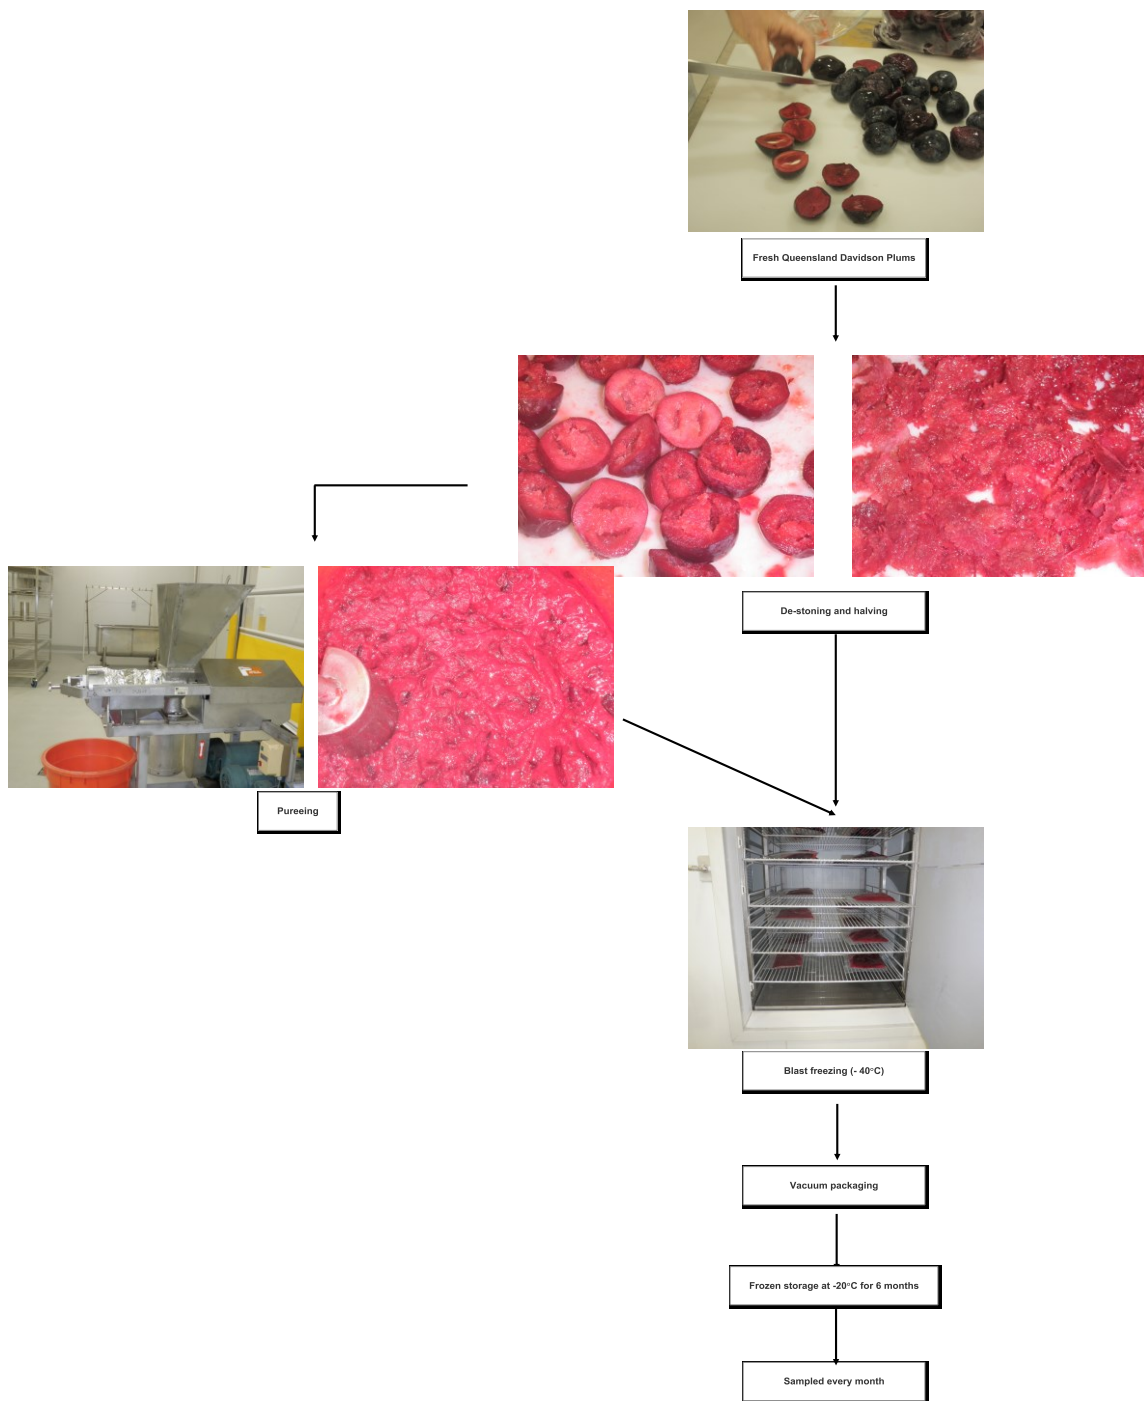 Fresh Queensland Davidson Plums
De-stoning and halving
Pureeing
Blast freezing (- 40°C)
Vacuum packaging
Frozen storage at -20°C for 6 months
Sampled every month